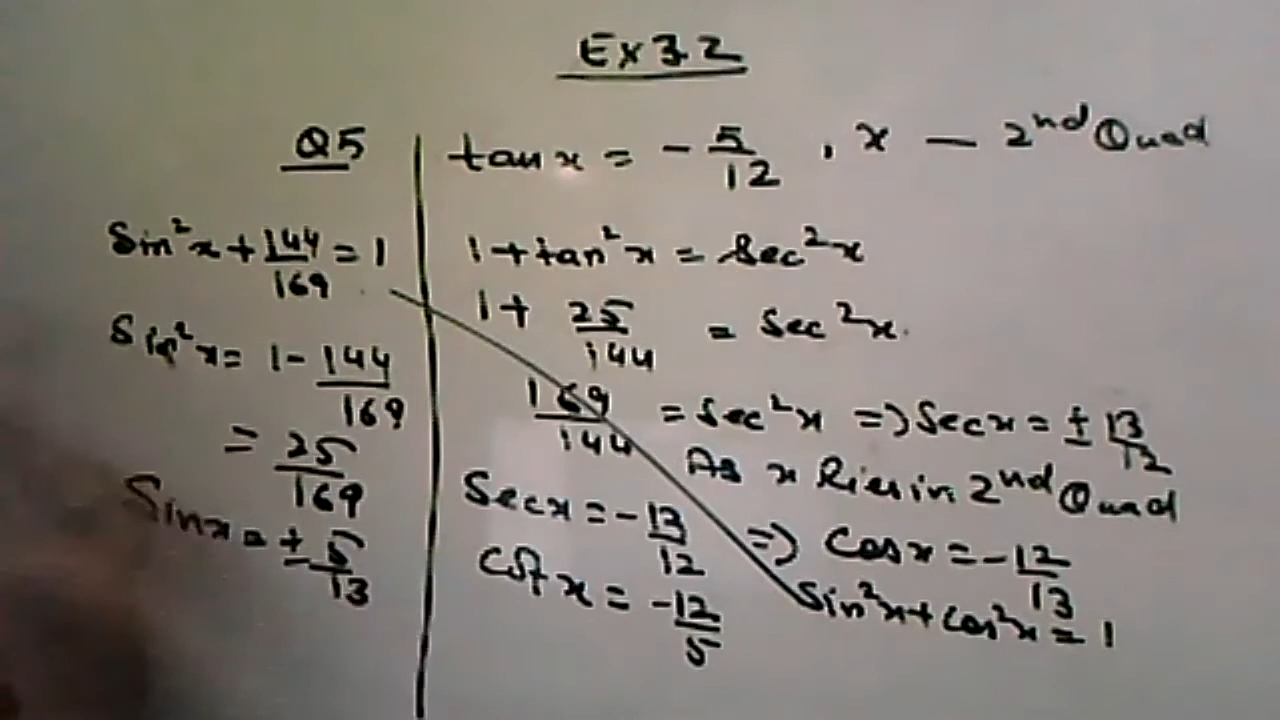 Ex 3.2
Q5
tan x = - 5/12 , x — 2nd Quad
1 + tan²x = Sec²x
1 + 25/144 = Sec²x
169/144 = Sec²x ⇒ Sec x = ± 13/12
As x lies in 2nd Quad
Sec x = - 13/12 ⇒ Cos x = - 12/13
Cot x = - 12/5
Sin²x + Cos²x = 1
Sin²x + 144/169 = 1
Sin²x = 1 - 144/169
= 25/169
Sin x = ± 5/13